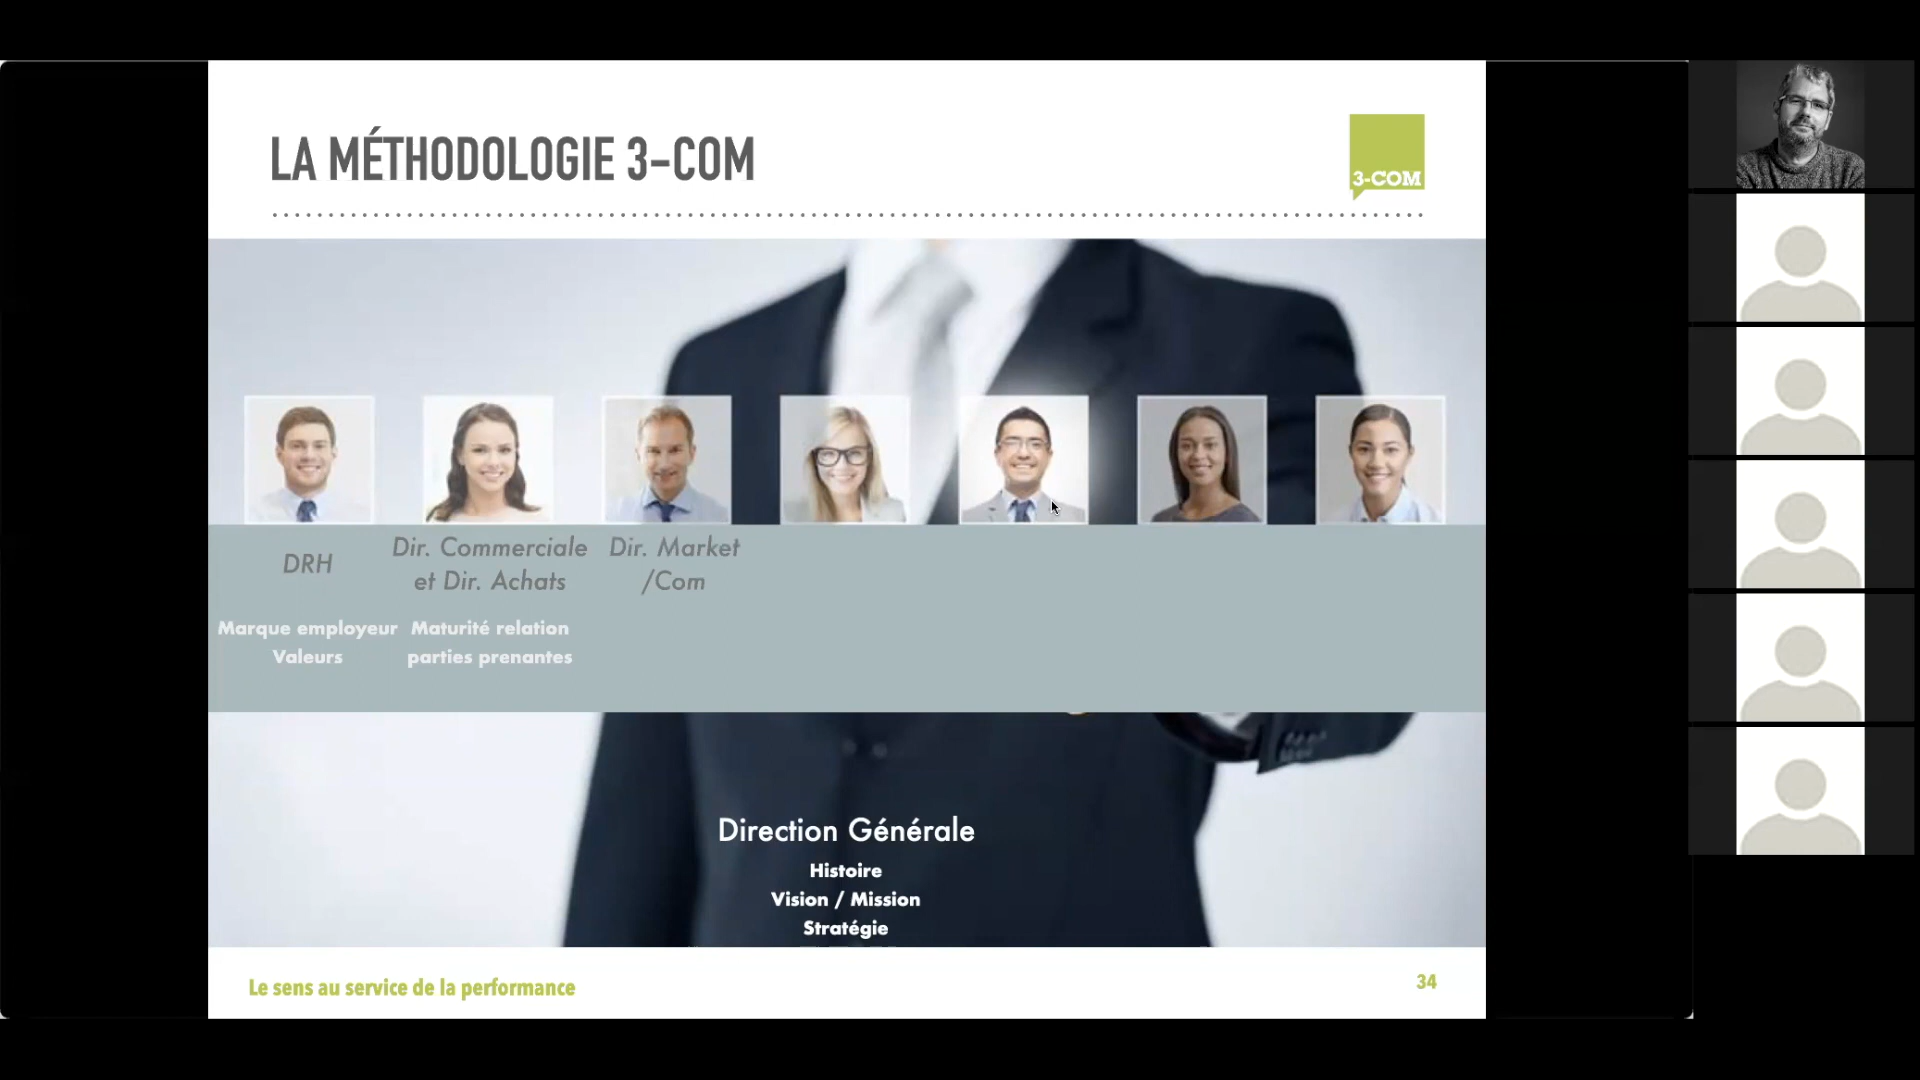 LA MÉTHODOLOGIE 3-COM
3-COM
DRH
Dir. Commerciale
et Dir. Achats
Dir. Market
/Com
Marque employeur
Valeurs
Maturité relation
parties prenantes
Direction Générale
Histoire
Vision / Mission
Stratégie
Le sens au service de la performance
34